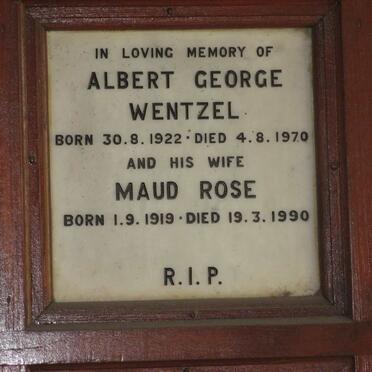 IN LOVING MEMORY OF
ALBERT GEORGE
WENTZEL
BORN 30.8.1922 · DIED 4.8.1970
AND HIS WIFE
MAUD ROSE
BORN 1.9.1919 · DIED 19.3.1990
R.I.P.